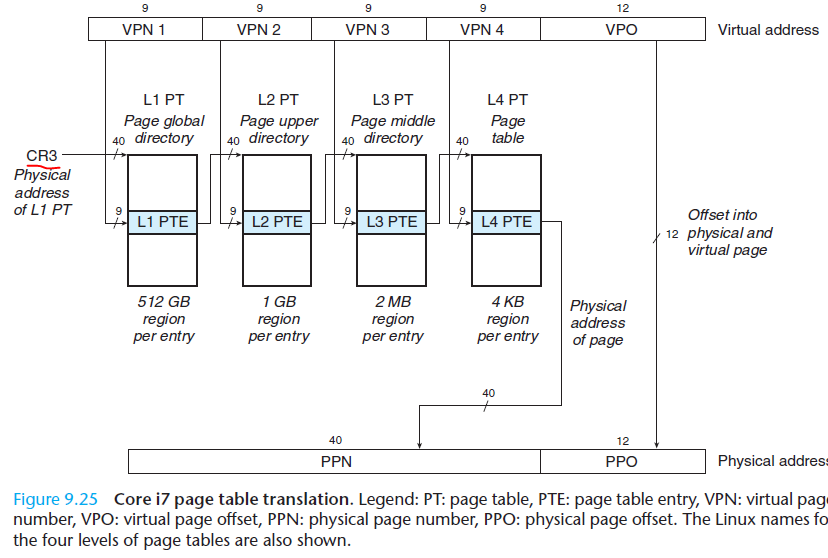 9 9 9 9 12
VPN 1 VPN 2 VPN 3 VPN 4 VPO Virtual address
L1 PT L2 PT L3 PT L4 PT
Page global Page upper Page middle Page
directory directory directory table
40 40 40 40
CR3
Physical
address
of L1 PT
9 9 9 9
L1 PTE L2 PTE L3 PTE L4 PTE
Offset into
12 physical and
virtual page
512 GB 1 GB 2 MB 4 KB
region region region region
per entry per entry per entry per entry
Physical
address
of page
40
40 12
PPN PPO Physical address
Figure 9.25 Core i7 page table translation. Legend: PT: page table, PTE: page table entry, VPN: virtual page
number, VPO: virtual page offset, PPN: physical page number, PPO: physical page offset. The Linux names fo
the four levels of page tables are also shown.